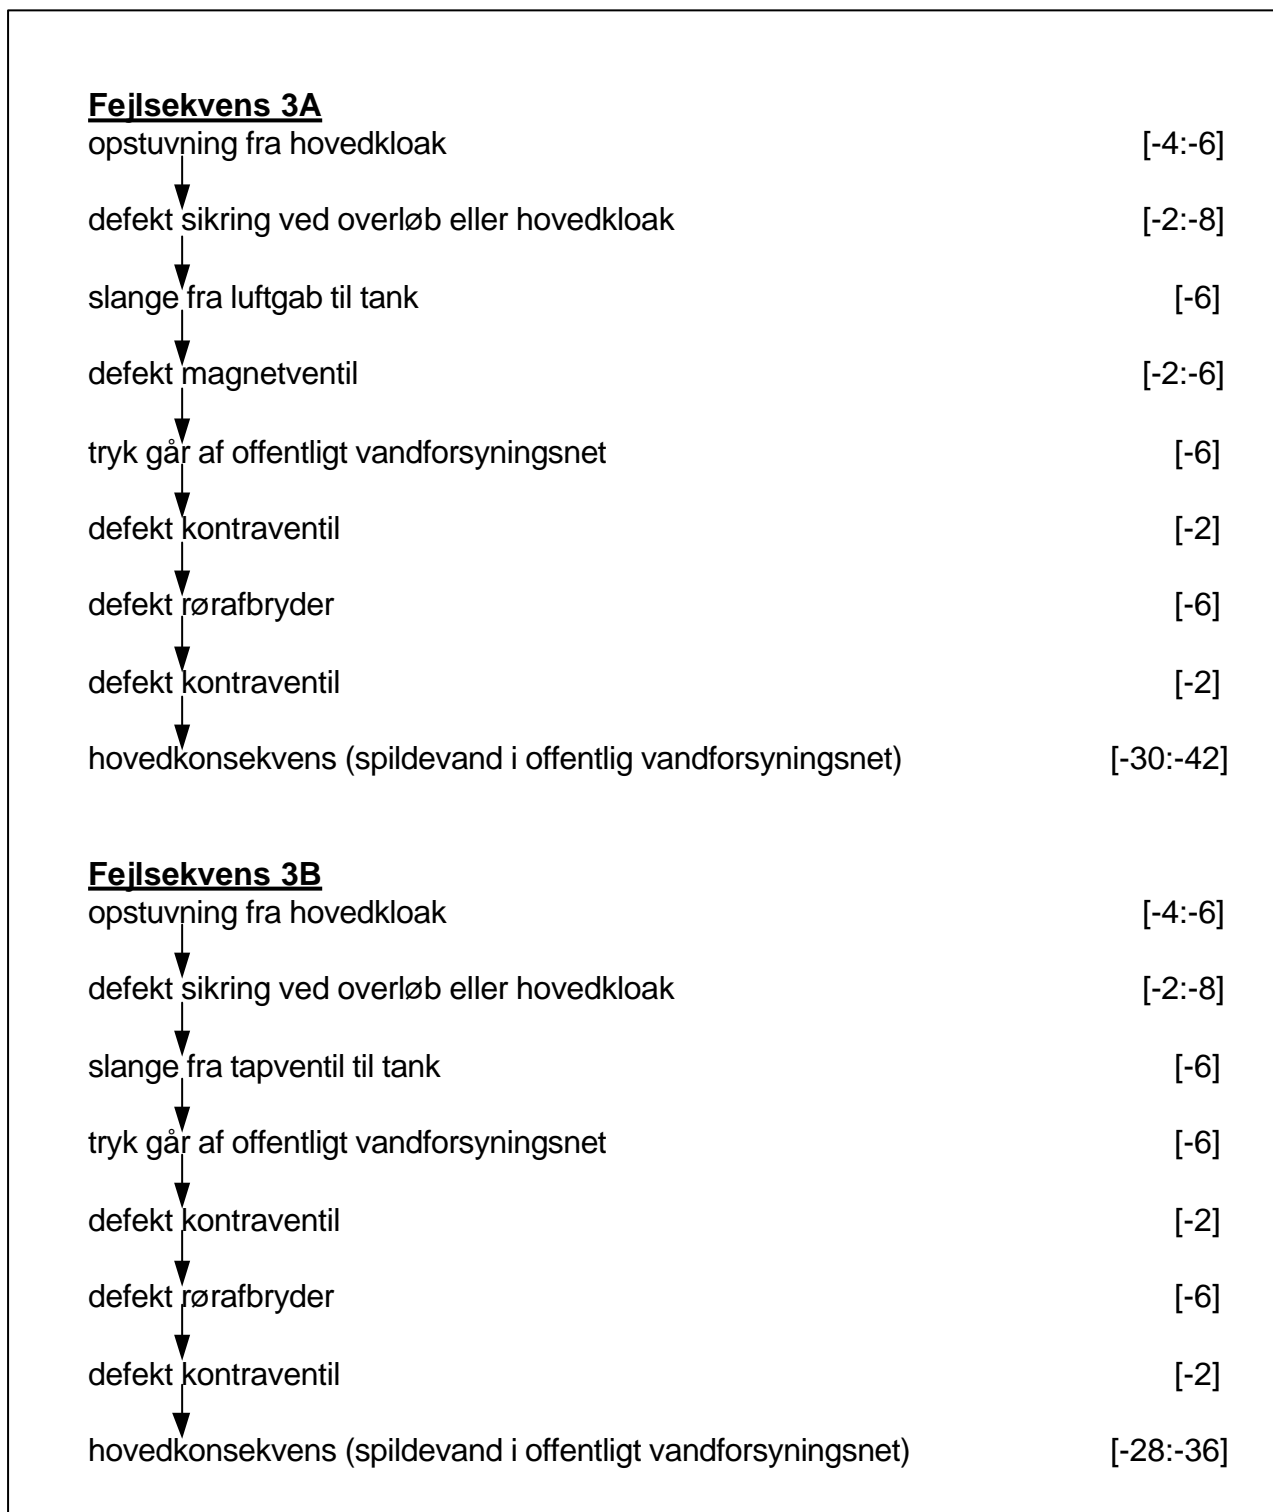 Fejlsekvens 3A
opstuvning fra hovedkloak [-4:-6]
defekt sikring ved overløb eller hovedkloak [-2:-8]
slange fra luftgab til tank [-6]
defekt magnetventil [-2:-6]
tryk går af offentligt vandforsyningsnet [-6]
defekt kontraventil [-2]
defekt rørafbryder [-6]
defekt kontraventil [-2]
hovedkonsekvens (spildevand i offentlig vandforsyningsnet) [-30:-42]
Fejlsekvens 3B
opstuvning fra hovedkloak [-4:-6]
defekt sikring ved overløb eller hovedkloak [-2:-8]
slange fra tapventil til tank [-6]
tryk går af offentligt vandforsyningsnet [-6]
defekt kontraventil [-2]
defekt rørafbryder [-6]
defekt kontraventil [-2]
hovedkonsekvens (spildevand i offentligt vandforsyningsnet) [-28:-36]